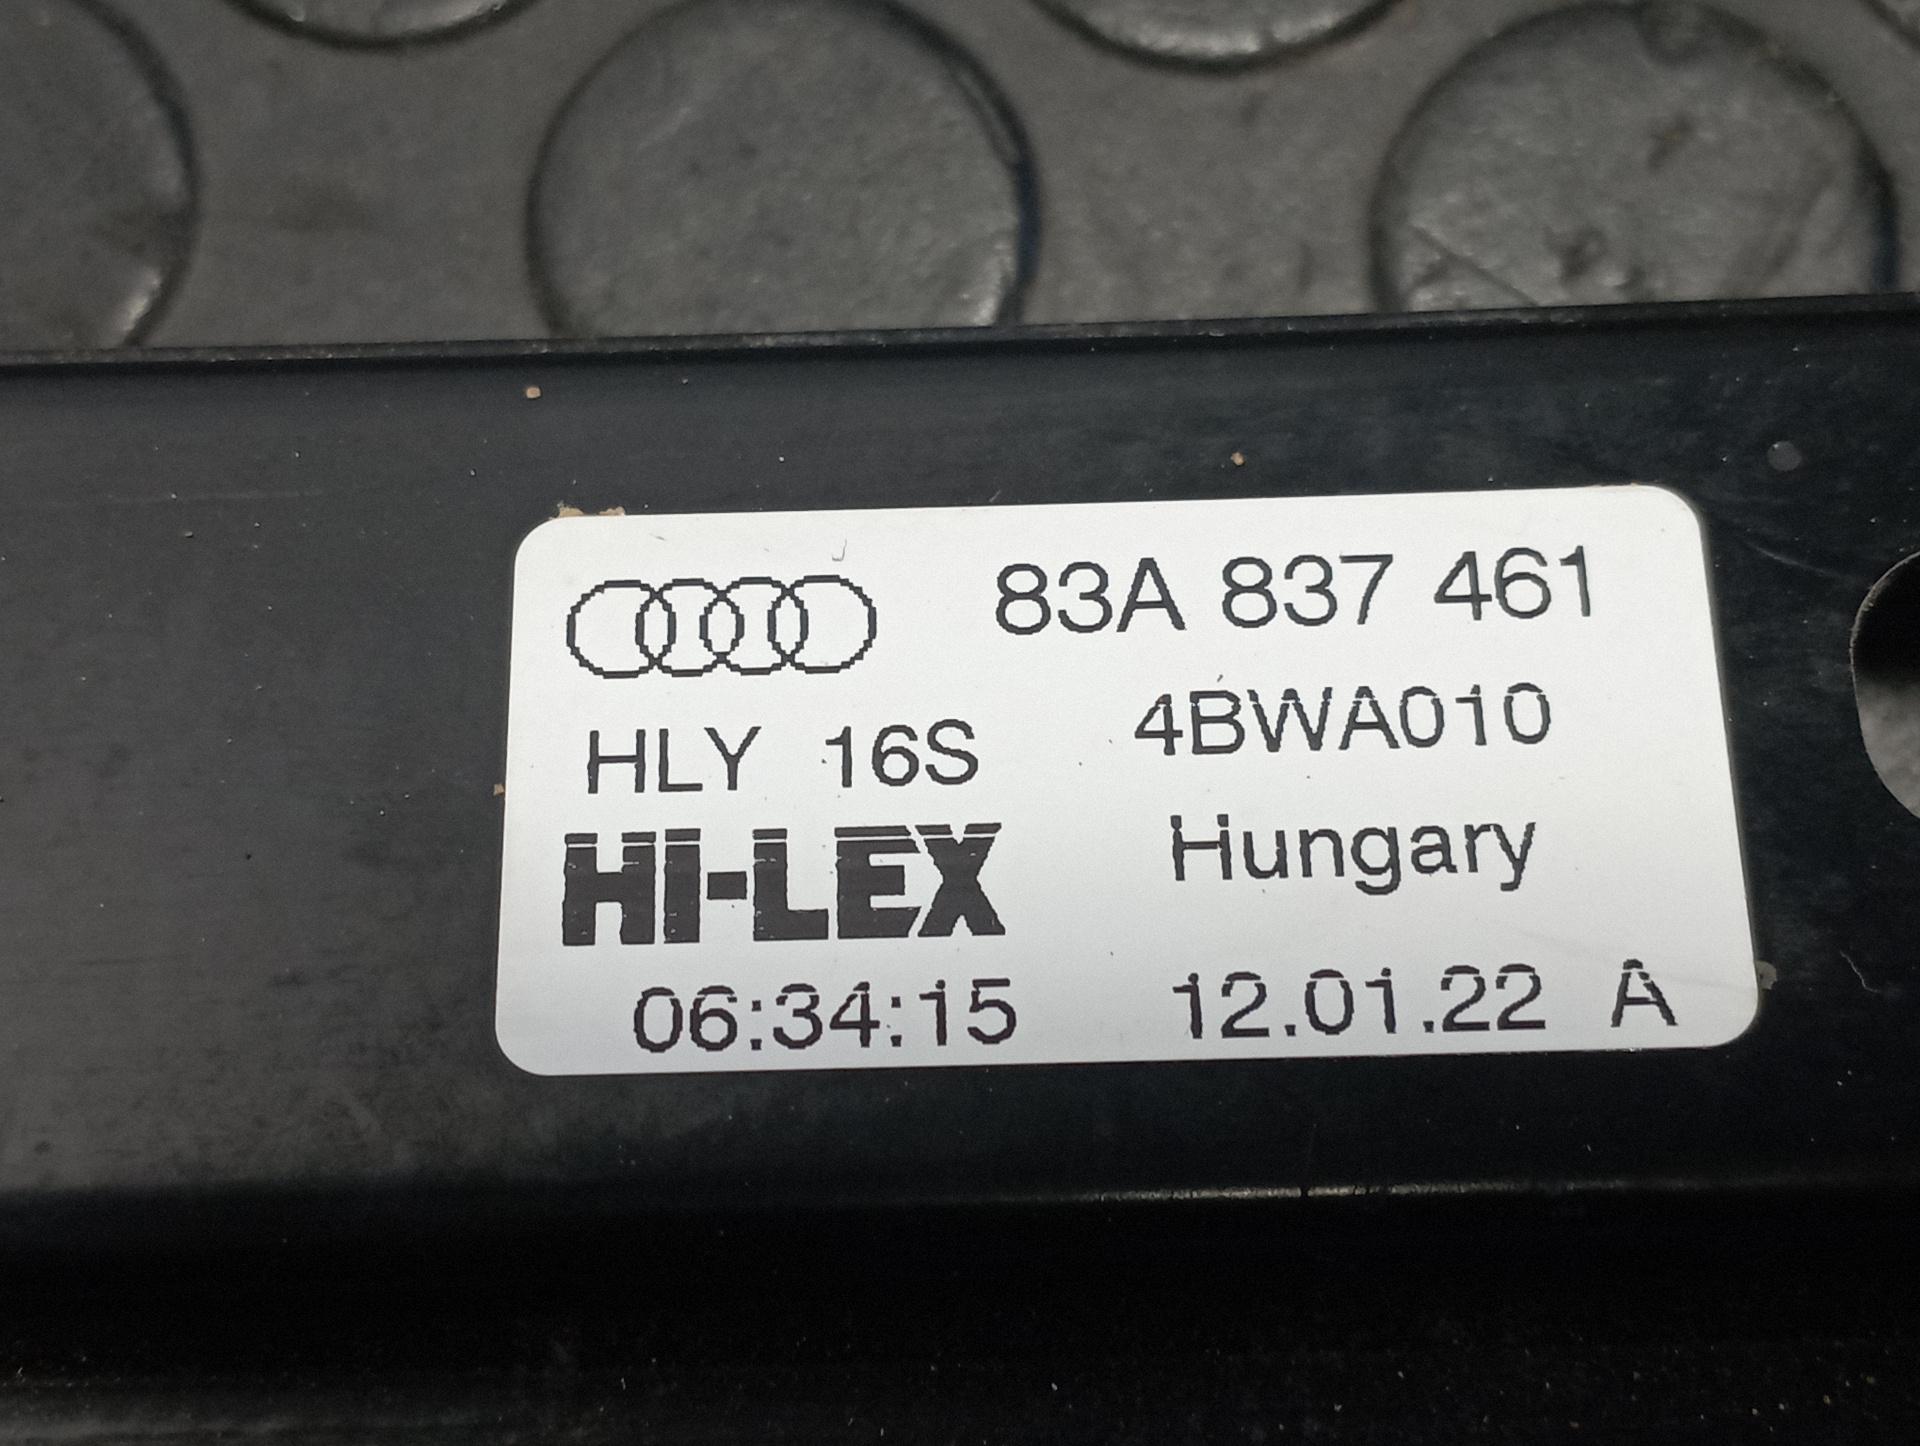 83A 837 461
HLY 16S 4BWA010
HI-LEX Hungary
06:34:15 12.01.22 A